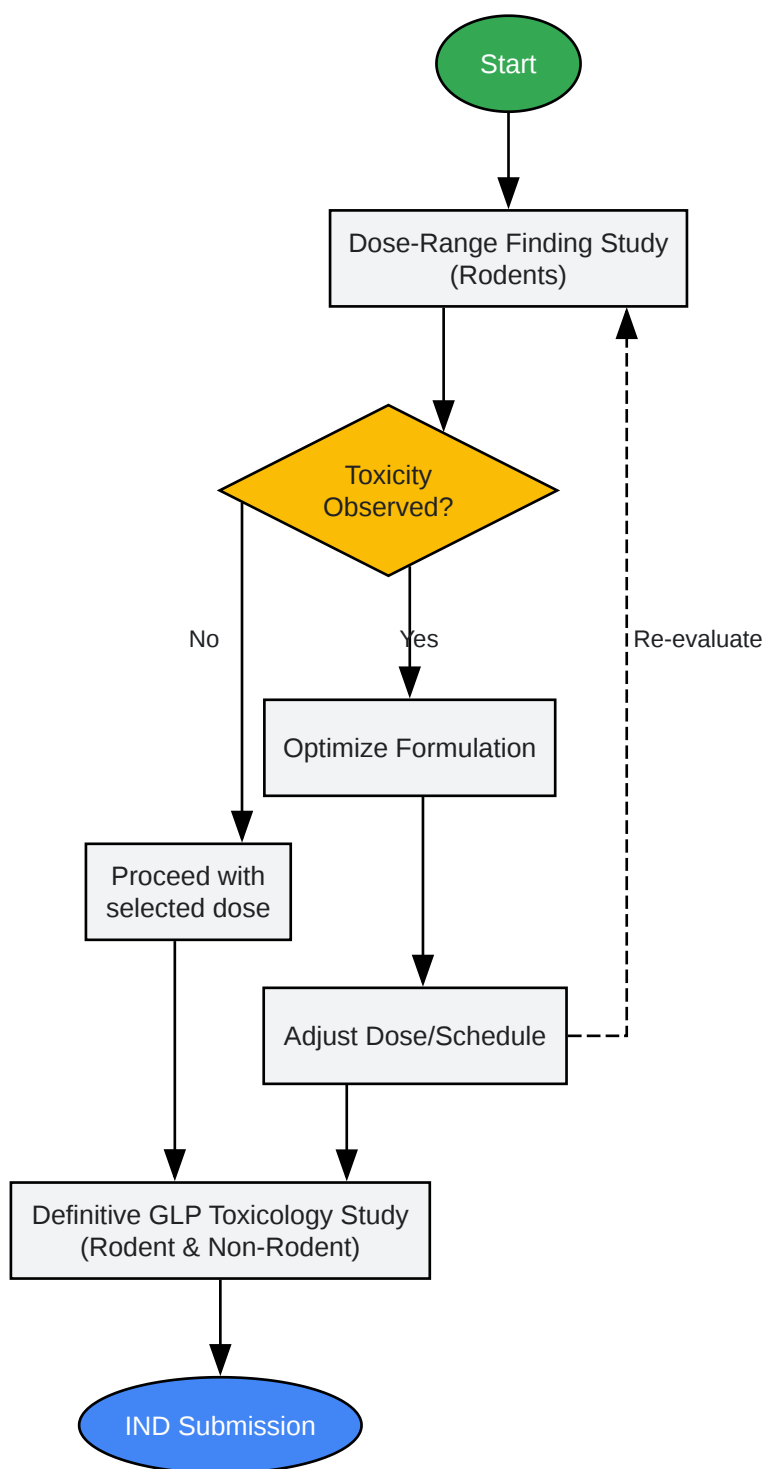 Start
Dose-Range Finding Study
(Rodents)
Toxicity
Observed?
No
Yes
Re-evaluate
Optimize Formulation
Proceed with
selected dose
Adjust Dose/Schedule
Definitive GLP Toxicology Study
(Rodent & Non-Rodent)
IND Submission